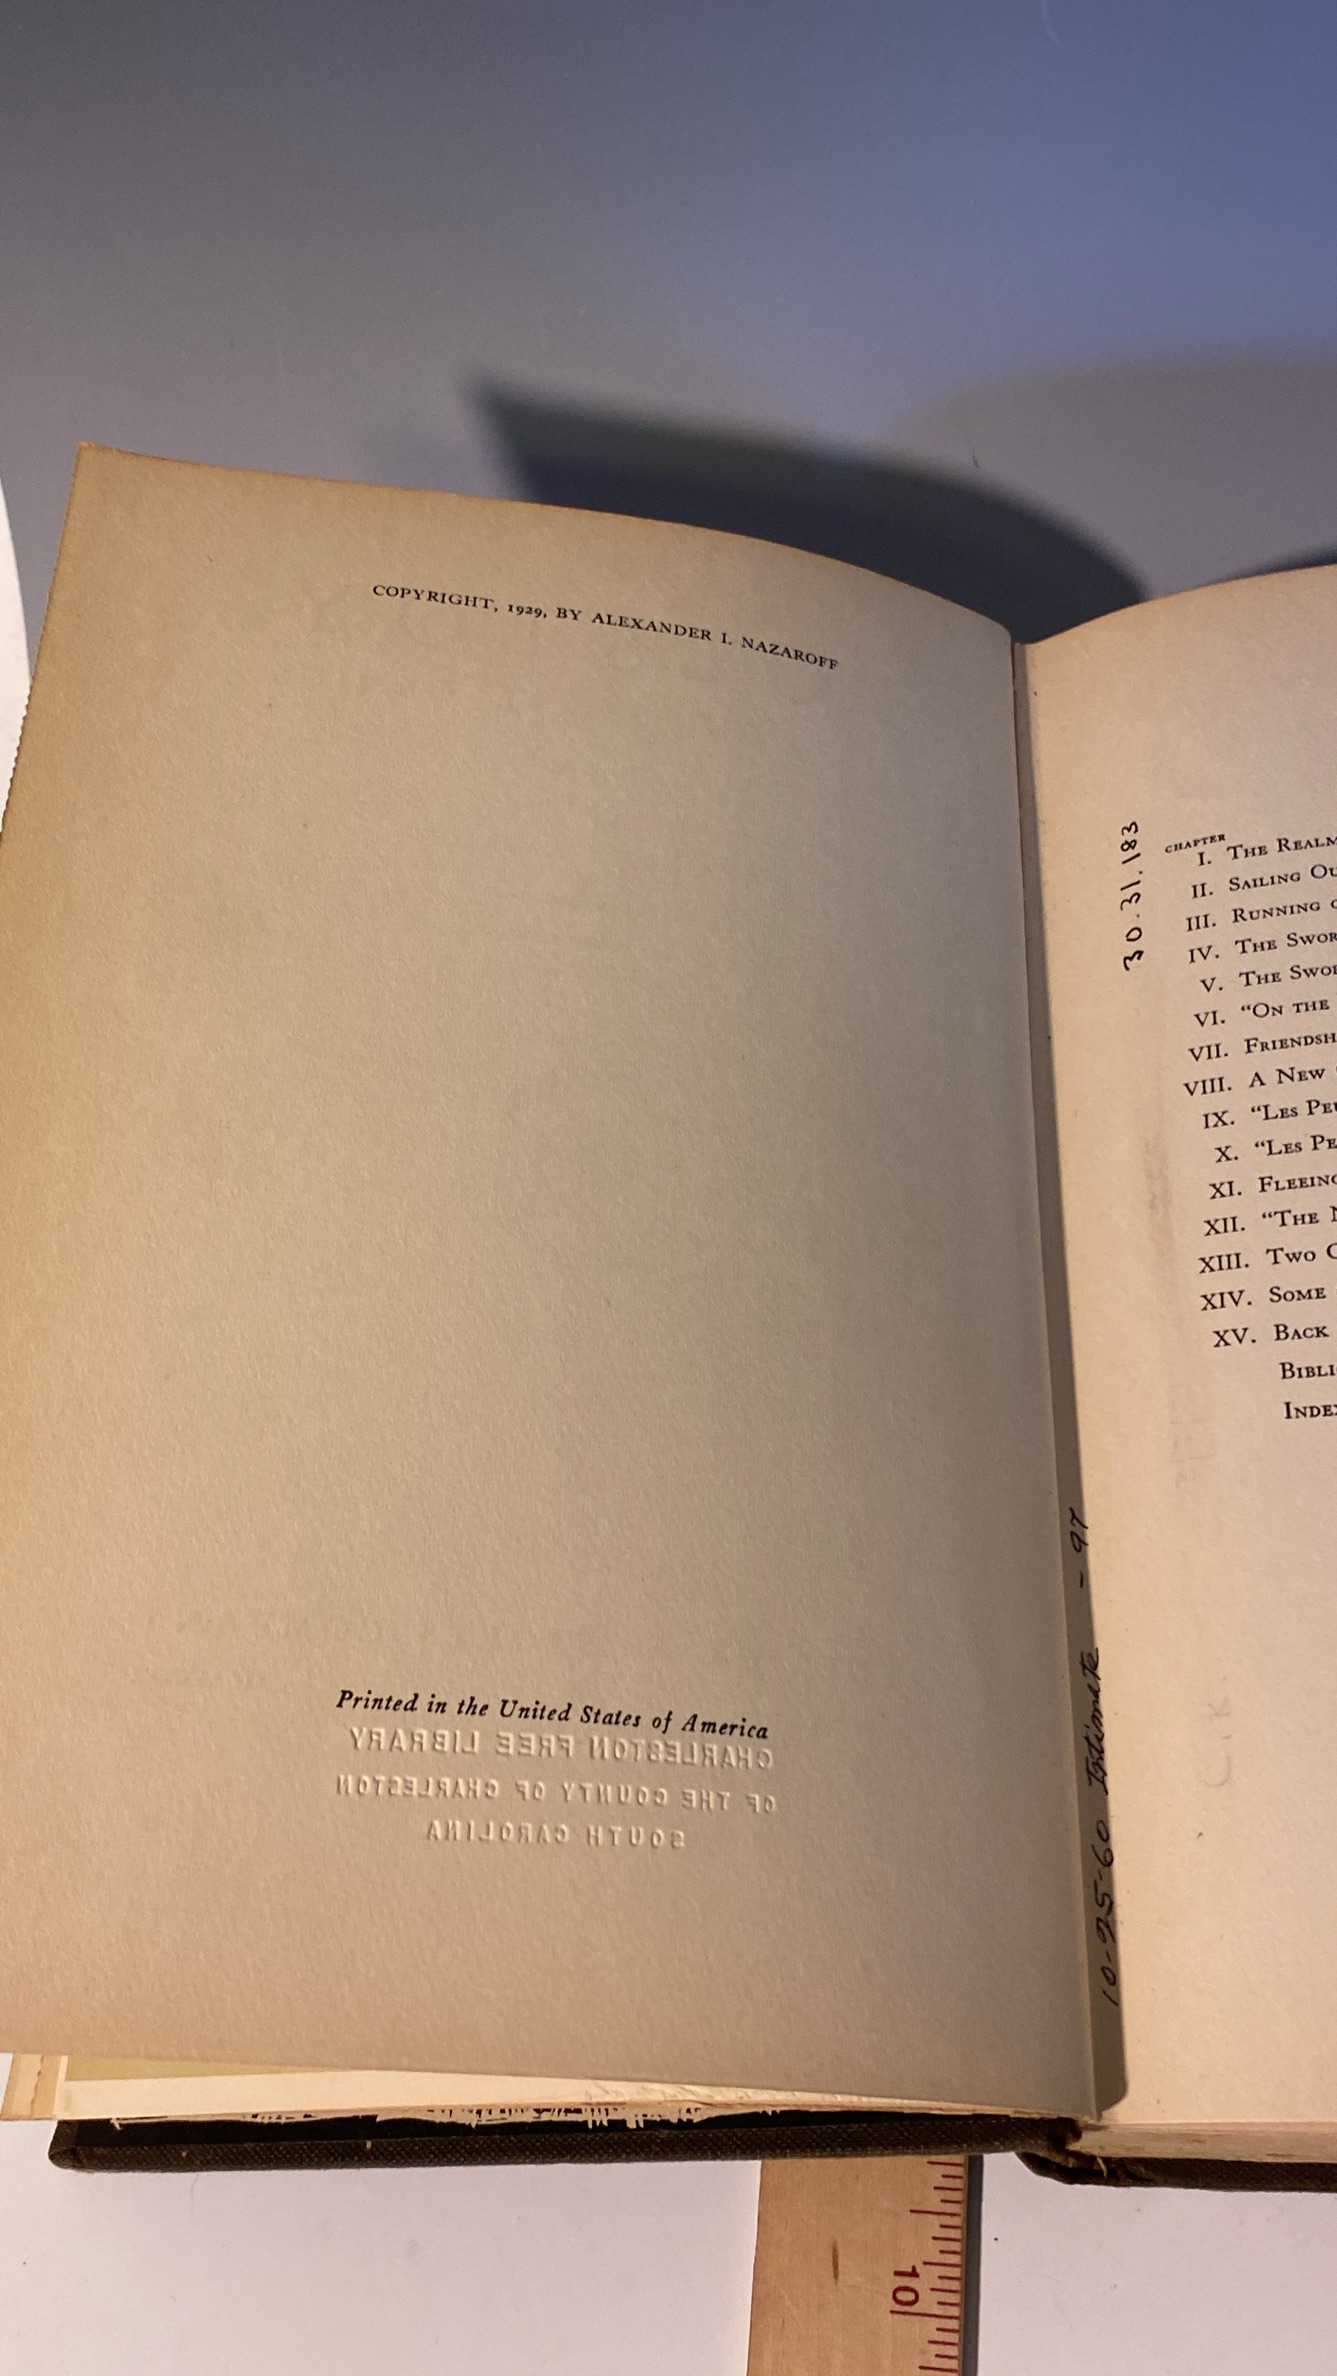 COPYRIGHT, 1929, BY ALEXANDER I. NAZAROFF
Printed in the United States of America
CHARLESTON FREE LIBRARY
OF THE COUNTY OF CHARLESTON
SOUTH CAROLINA
30.31.183
10-25-60 Intimate - 97
CHAPTER
I. THE REALM
II. SAILING OU
III. RUNNING
IV. THE SWOR
V. THE SWO
VI. "ON THE
VII. FRIENDSH
VIII. A NEW
IX. "LES PE
X. "LES PE
XI. FLEEING
XII. "THE
XIII. TWO
XIV. SOME
XV. BACK
BIBLI
INDEX
10